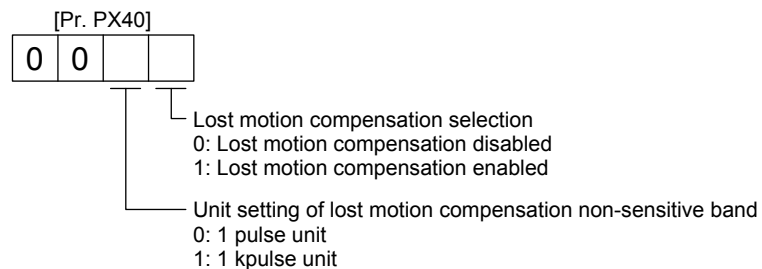 [Pr. PX40]
0 0
Lost motion compensation selection
0: Lost motion compensation disabled
1: Lost motion compensation enabled
Unit setting of lost motion compensation non-sensitive band
0: 1 pulse unit
1: 1 kpulse unit